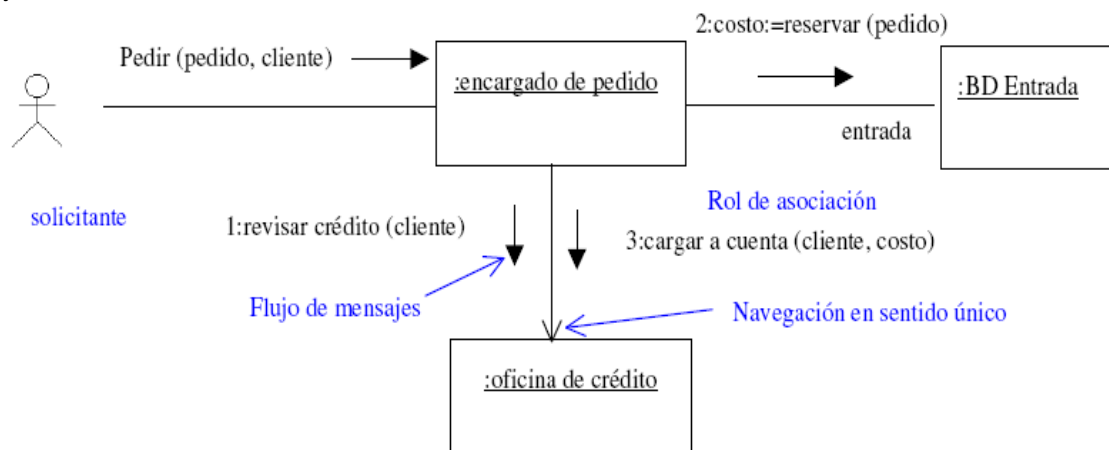 2:costo:=reservar (pedido)
Pedir (pedido, cliente)
:encargado de pedido
:BD Entrada
entrada
solicitante
Rol de asociación
1:revisar crédito (cliente)
3:cargar a cuenta (cliente, costo)
Flujo de mensajes
Navegación en sentido único
:oficina de crédito